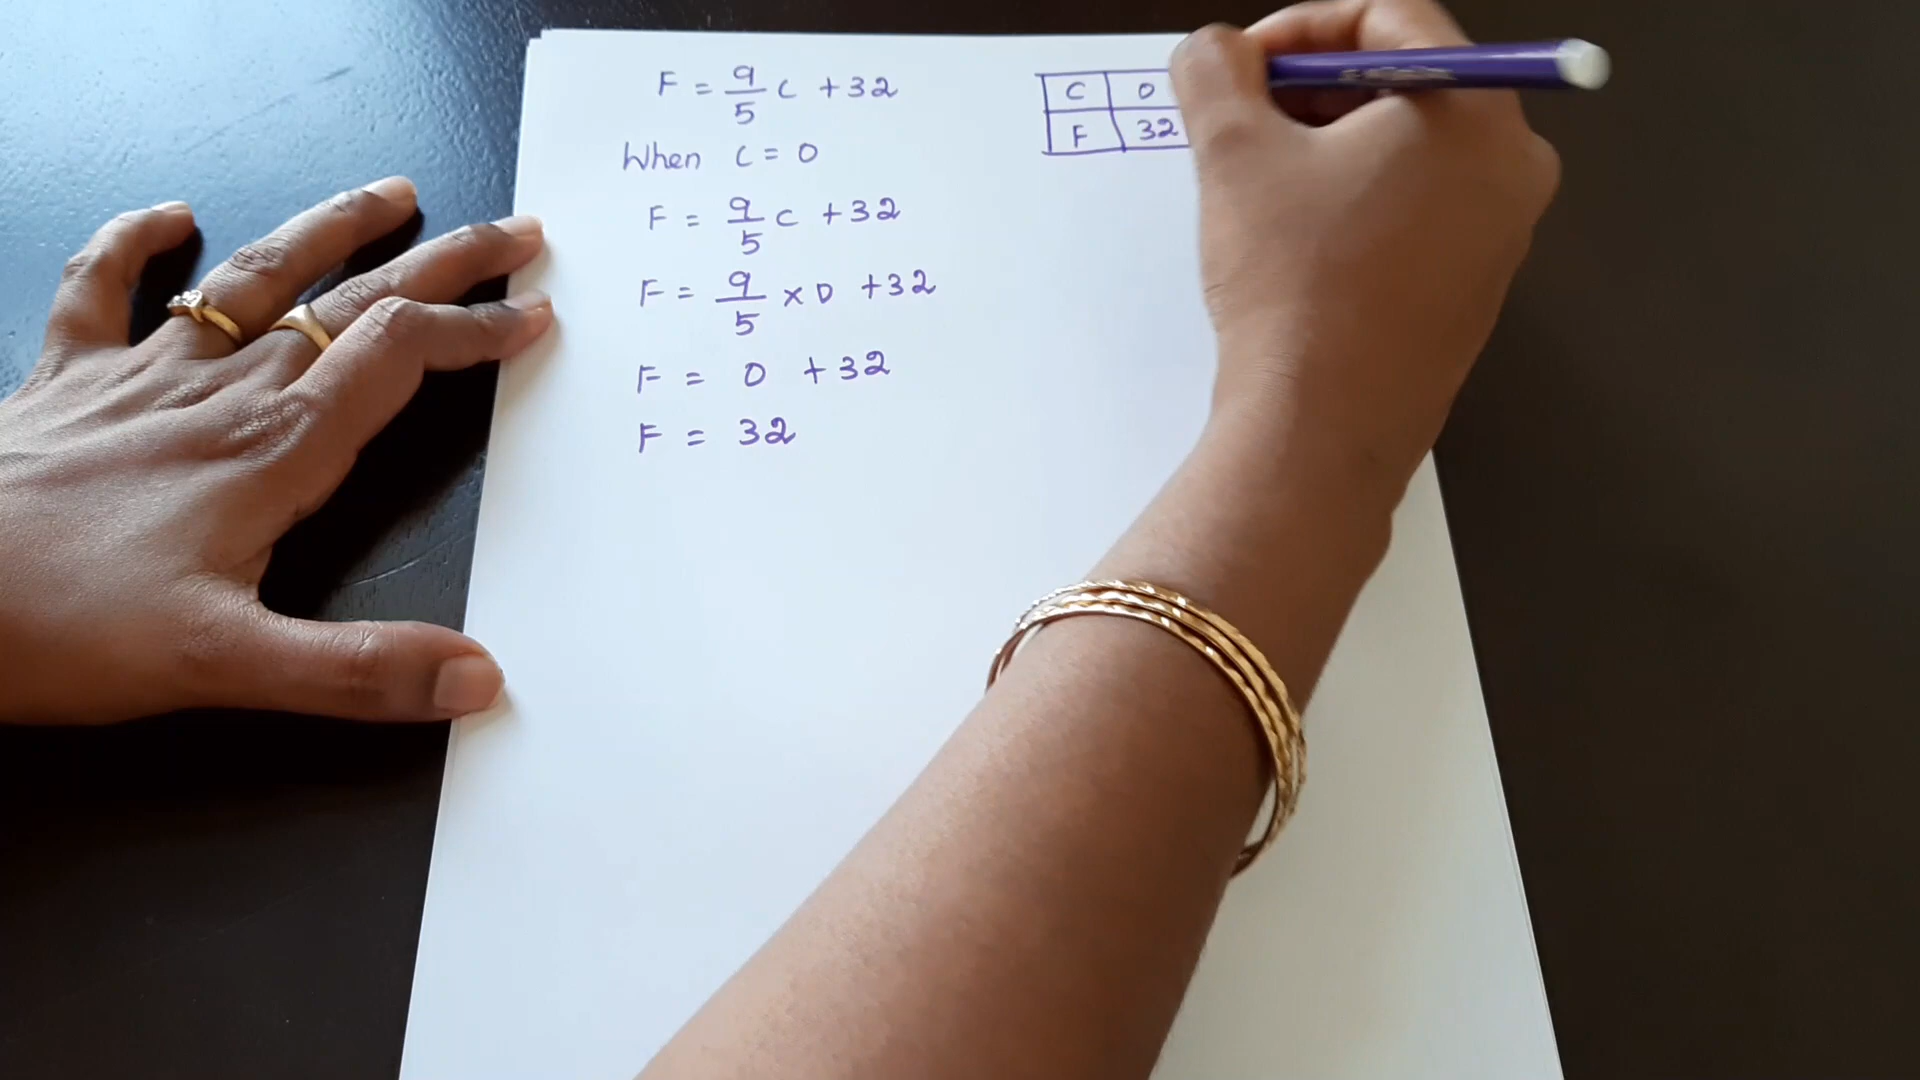 F = 9/5 C + 32
When C = 0
F = 9/5 C + 32
F = 9/5 × 0 + 32
F = 0 + 32
F = 32
C 0
F 32